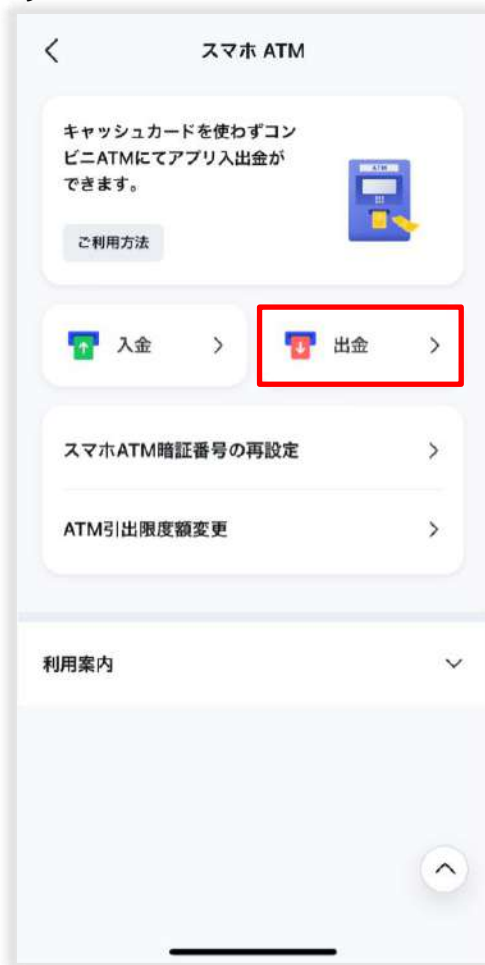 スマホ ATM
キャッシュカードを使わずコン
ビニATMにてアプリ入出金が
できます。
ATM
ご利用方法
入金
出金
スマホATM暗証番号の再設定
ATM引出限度額変更
利用案内